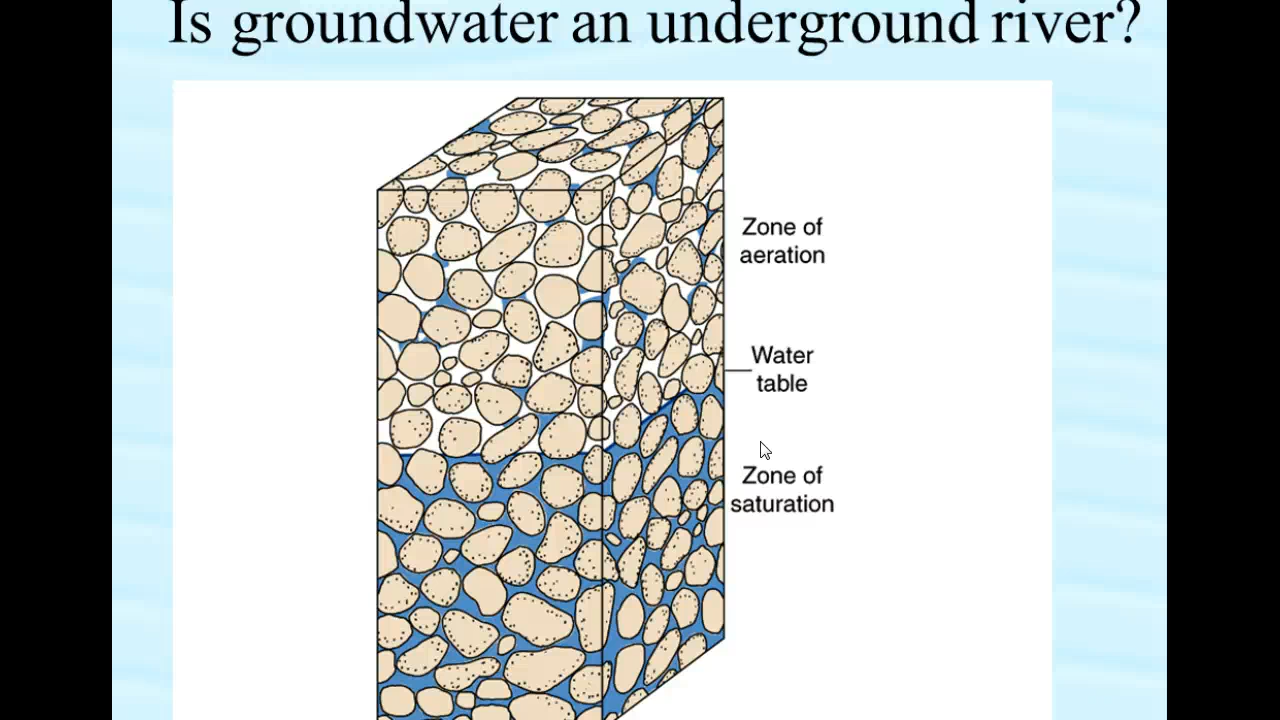 Is groundwater an underground river?
Zone of
aeration
Water
table
Zone of
saturation